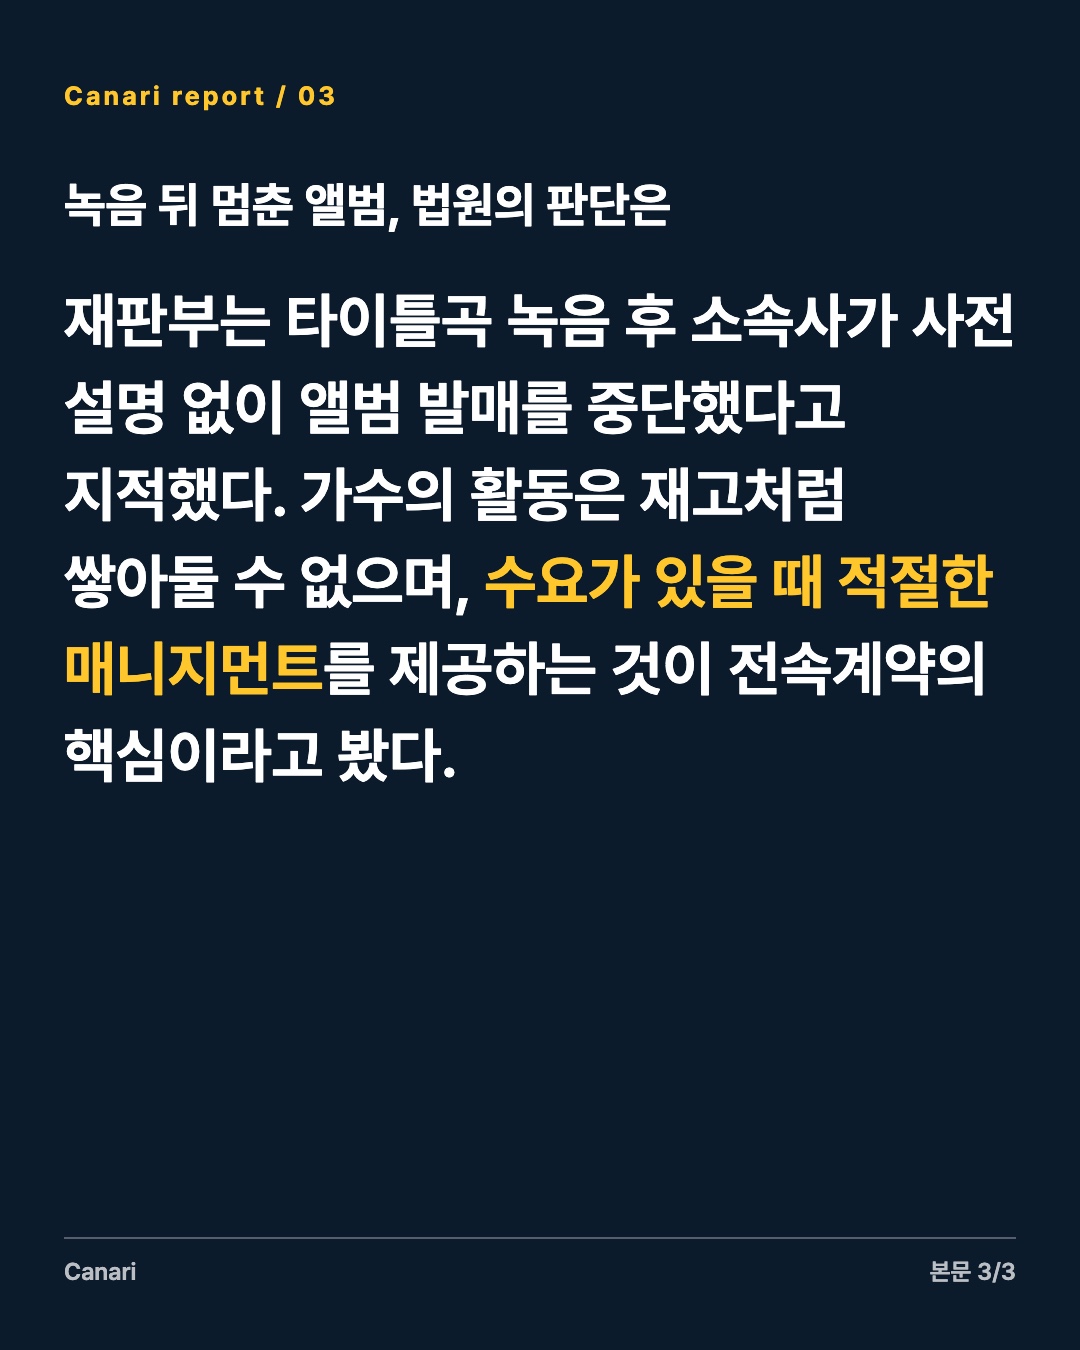 Canari report / 03
녹음 뒤 멈춘 앨범, 법원의 판단은
재판부는 타이틀곡 녹음 후 소속사가 사전
설명 없이 앨범 발매를 중단했다고
지적했다. 가수의 활동은 재고처럼
쌓아둘 수 없으며, 수요가 있을 때 적절한
매니지먼트를 제공하는 것이 전속계약의
핵심이라고 봤다.
Canari
본문 3/3